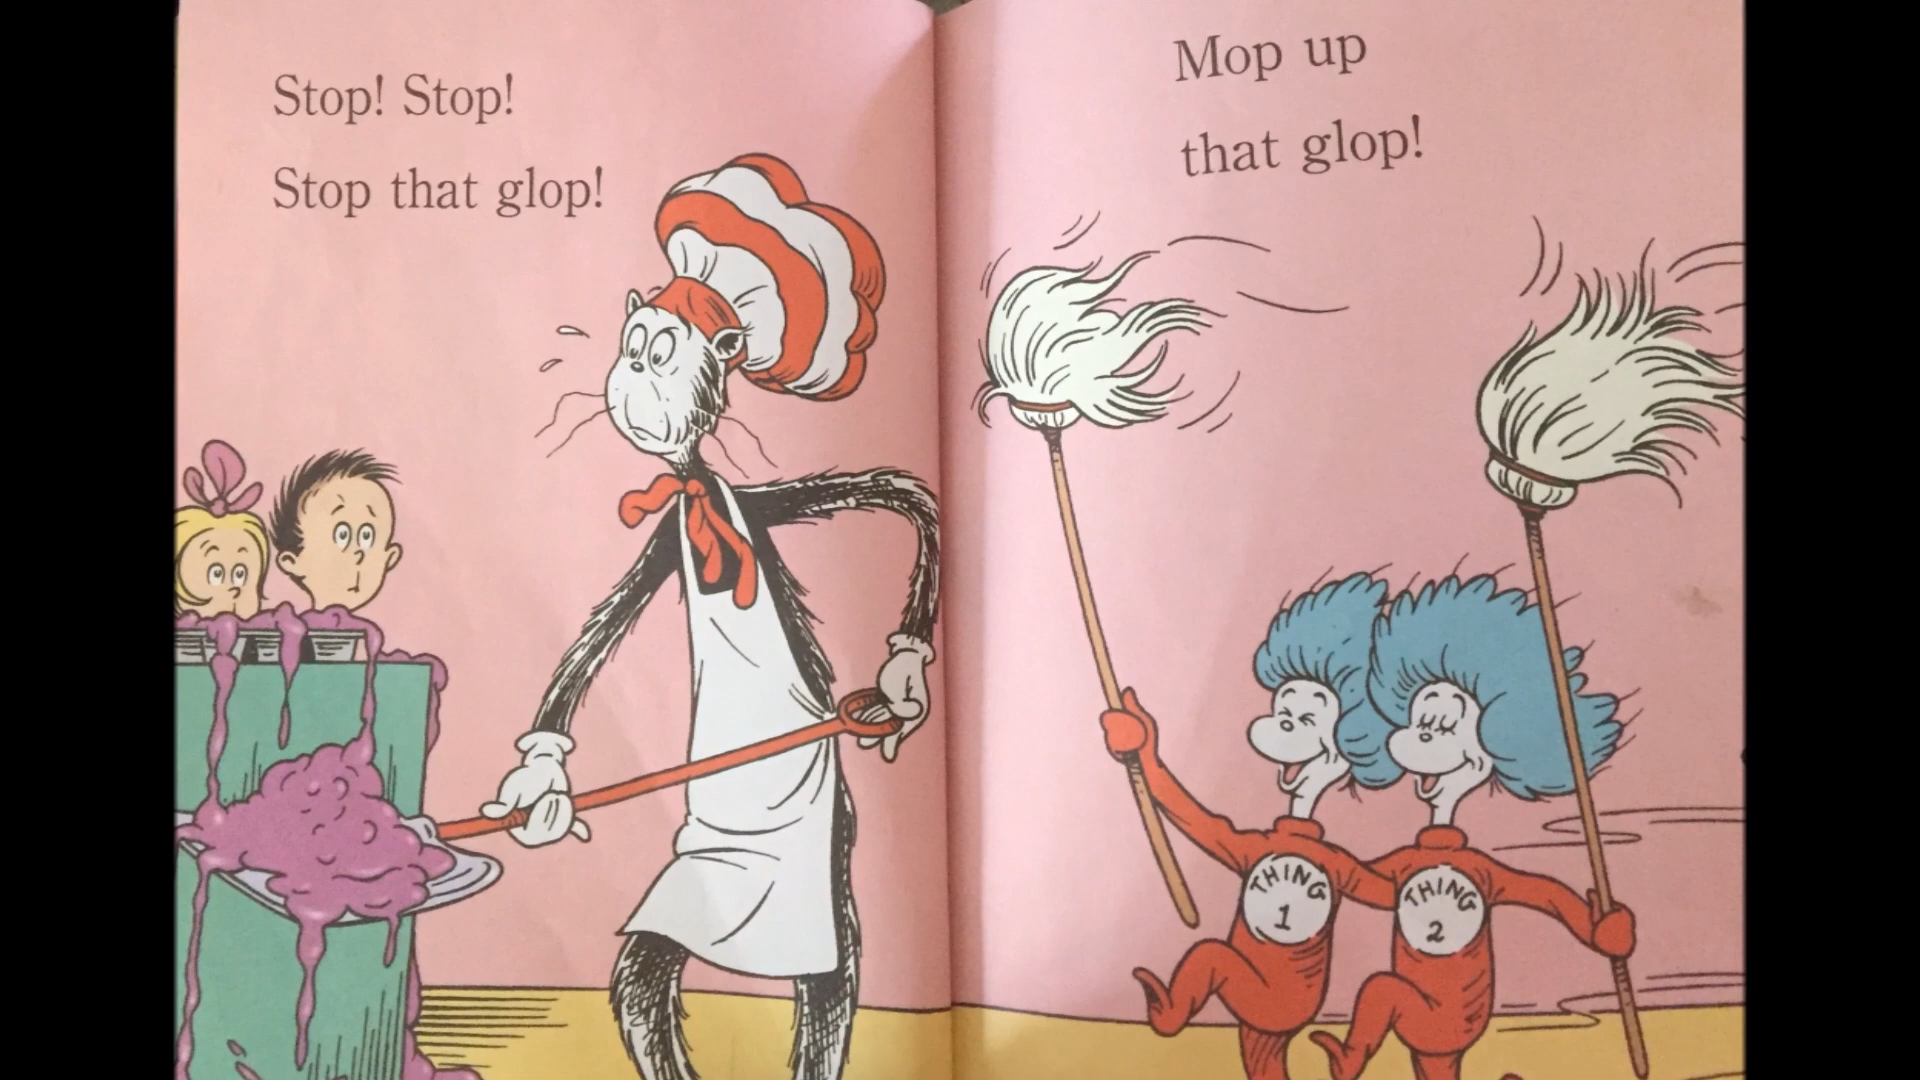 Stop! Stop!
Stop that glop!
Mop up
that glop!
THING
1
THING
2